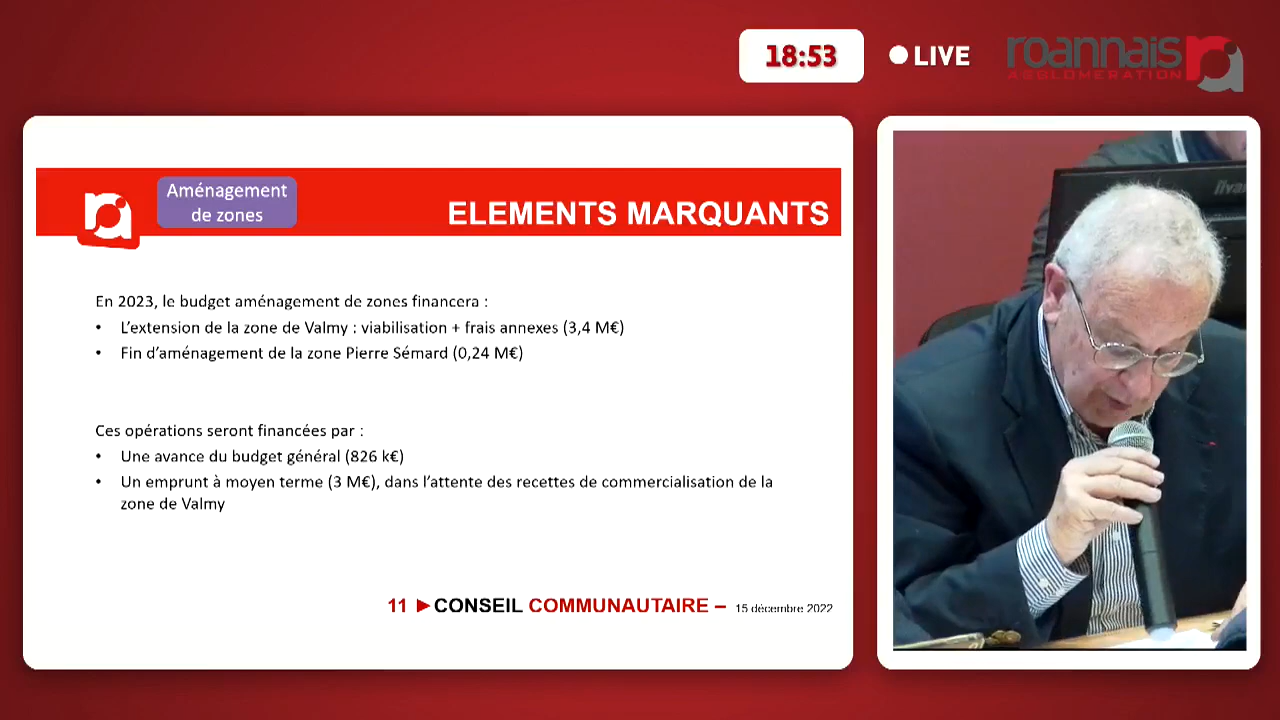 18:53
LIVE
roannais
AGGLOMERATION
Aménagement
de zones
ELEMENTS MARQUANTS
En 2023, le budget aménagement de zones financera :
• L'extension de la zone de Valmy : viabilisation + frais annexes (3,4 M€)
• Fin d'aménagement de la zone Pierre Sémard (0,24 M€)
Ces opérations seront financées par :
• Une avance du budget général (826 k€)
• Un emprunt à moyen terme (3 M€), dans l'attente des recettes de commercialisation de la
zone de Valmy
11 ►CONSEIL COMMUNAUTAIRE – 15 décembre 2022